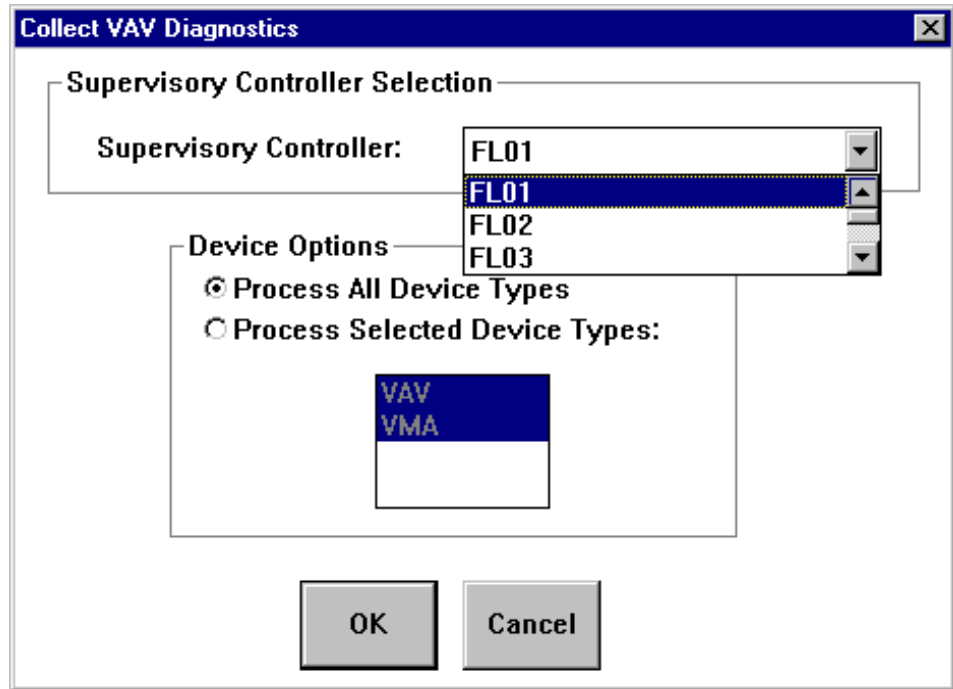 Collect VAV Diagnostics
Supervisory Controller Selection
Supervisory Controller:
FL01
FL01
FL02
FL03
Device Options
Process All Device Types
Process Selected Device Types:
VAV
VMA
OK
Cancel